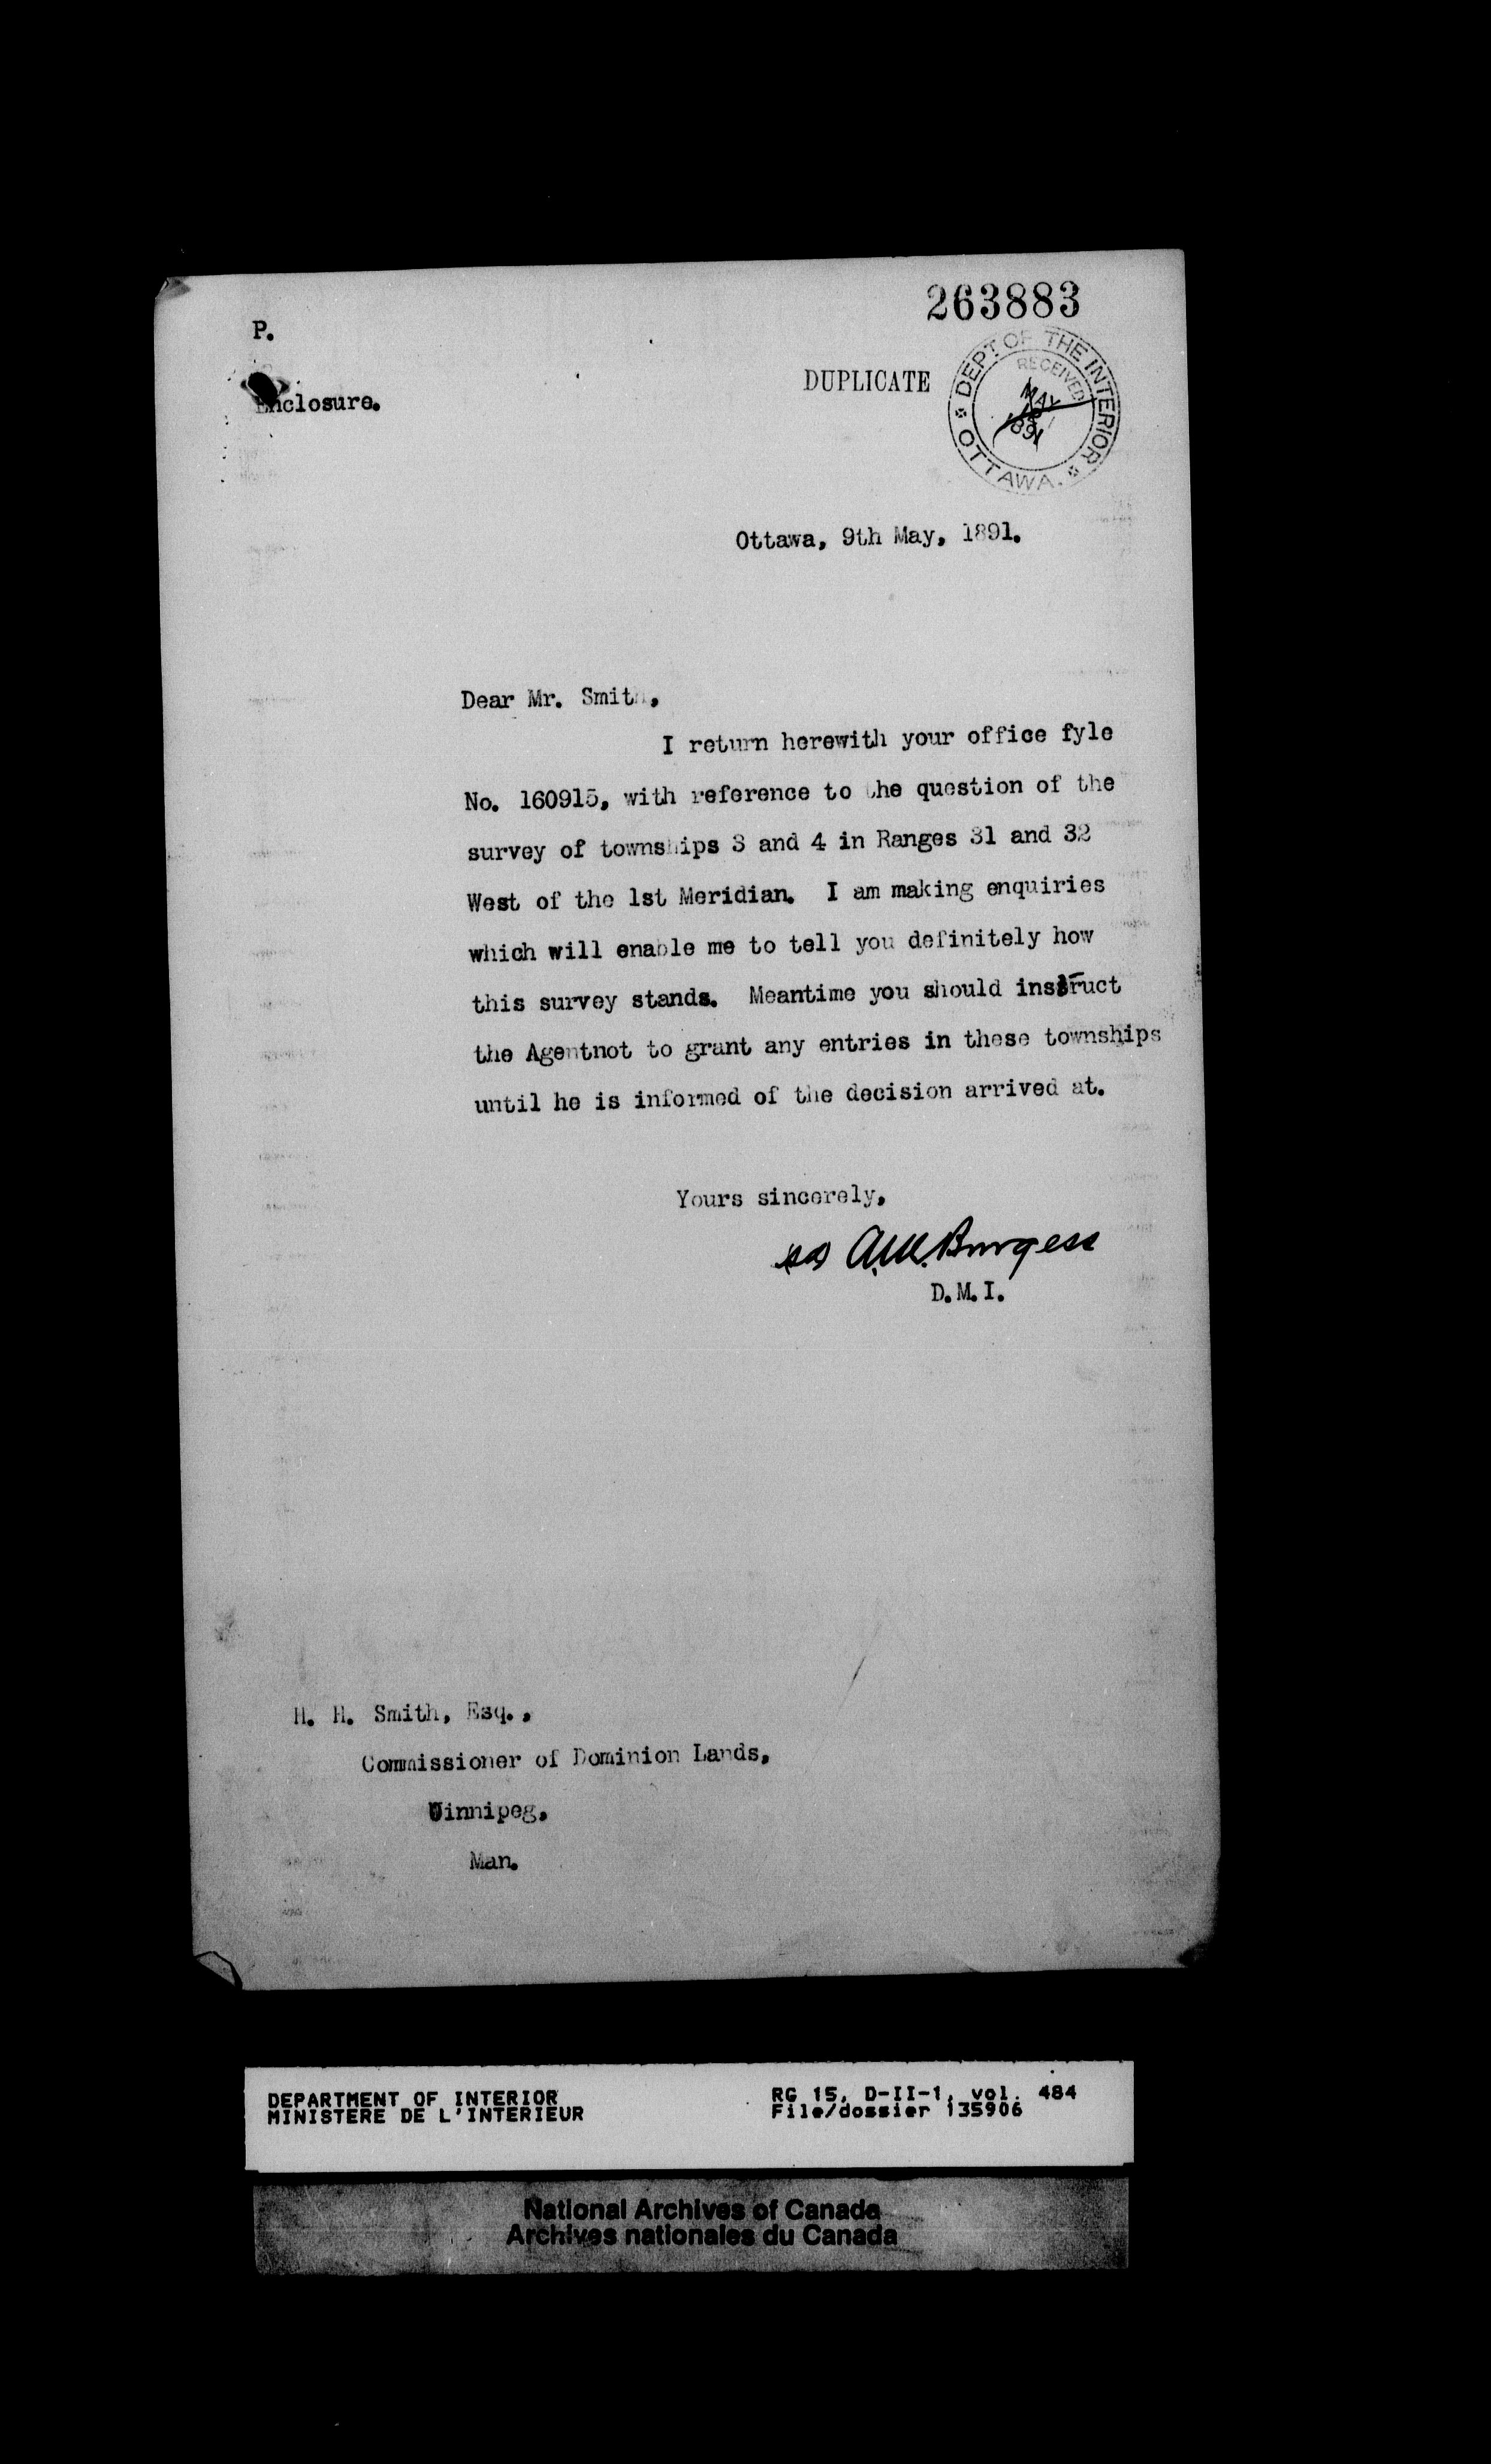 263883
P.
DUPLICATE
DEPT OF THE INTERIOR
RECEIVED
MAY
1891
OTTAWA.
Enclosure.
Ottawa, 9th May, 1891.
Dear Mr. Smith,
I return herewith your office fyle
No. 160915, with reference to the question of the
survey of townships 3 and 4 in Ranges 31 and 32
West of the 1st Meridian. I am making enquiries
which will enable me to tell you definitely how
this survey stands. Meantime you should instruct
the Agentnot to grant any entries in these townships
until he is informed of the decision arrived at.
Yours sincerely,
A.M. Burgess
D.M.I.
H. H. Smith, Esq.,
Commissioner of Dominion Lands,
Winnipeg,
Man.
DEPARTMENT OF INTERIOR
MINISTERE DE L'INTERIEUR
RG 15, D-II-1, vol. 484
File/dossier 135906
National Archives of Canada
Archives nationales du Canada